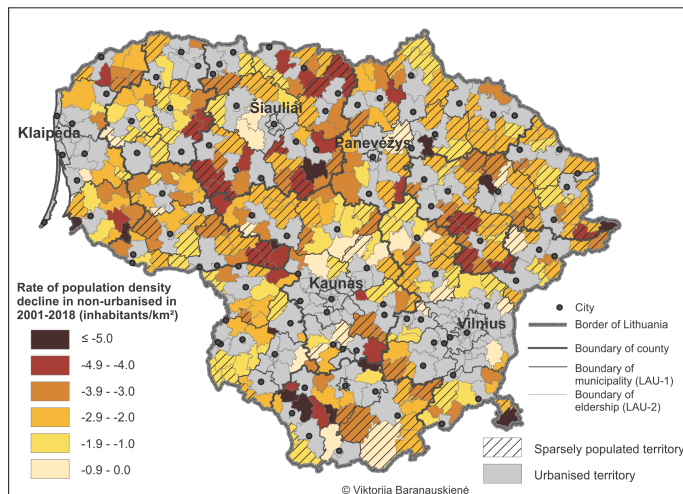 Šiauliai
Klaipėda
Panevėžys
Kaunas
Vilnius
Rate of population density
decline in non-urbanised in
2001-2018 (inhabitants/km²)
≤ -5.0
-4.9 - -4.0
-3.9 - -3.0
-2.9 - -2.0
-1.9 - -1.0
-0.9 - 0.0
City
Border of Lithuania
Boundary of county
Boundary of
municipality (LAU-1)
Boundary of
eldership (LAU-2)
Sparsely populated territory
Urbanised territory
© Viktorija Baranauskienė